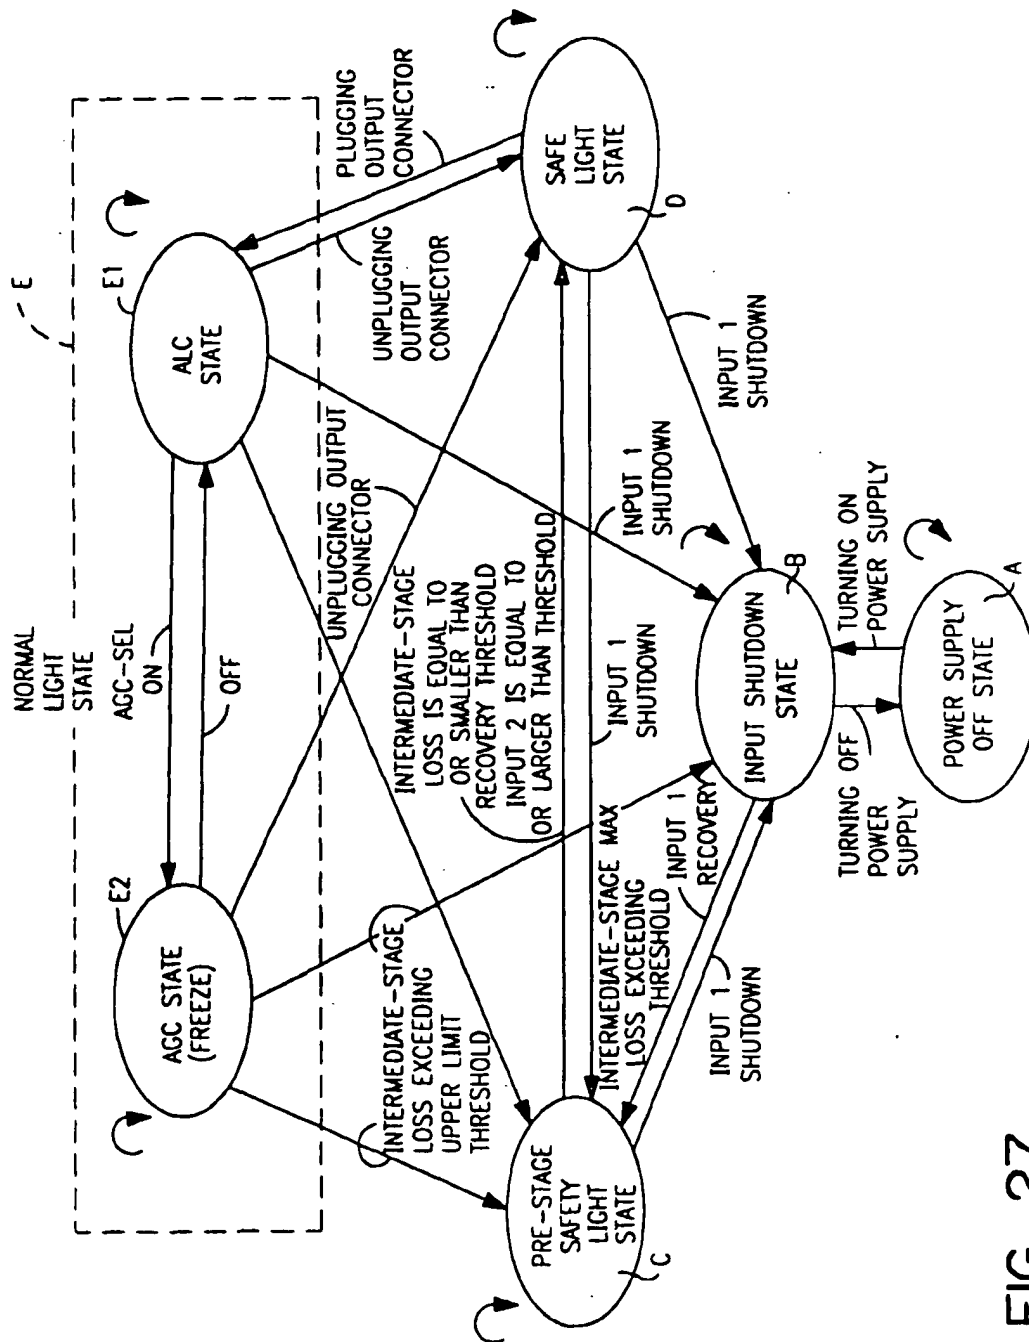 NORMAL
LIGHT
STATE
E
E2
AGC STATE
(FREEZE)
AGC-SEL
ON
OFF
E1
ALC
STATE
INTERMEDIATE-STAGE
LOSS EXCEEDING
UPPER LIMIT
THRESHOLD
UNPLUGGING OUTPUT
CONNECTOR
UNPLUGGING
OUTPUT
CONNECTOR
PLUGGING
OUTPUT
CONNECTOR
INTERMEDIATE-STAGE
LOSS IS EQUAL TO
OR SMALLER THAN
RECOVERY THRESHOLD
INPUT 2 IS EQUAL TO
OR LARGER THAN THRESHOLD
PRE-STAGE
SAFETY
LIGHT
STATE
C
SAFE
LIGHT
STATE
D
INTERMEDIATE-STAGE MAX
LOSS EXCEEDING
THRESHOLD
INPUT 1
SHUTDOWN
INPUT 1
SHUTDOWN
INPUT 1
SHUTDOWN
INPUT 1
RECOVERY
INPUT 1
SHUTDOWN
INPUT SHUTDOWN
STATE
B
TURNING OFF
POWER
SUPPLY
TURNING ON
POWER SUPPLY
POWER SUPPLY
OFF STATE
A
FIG. 27